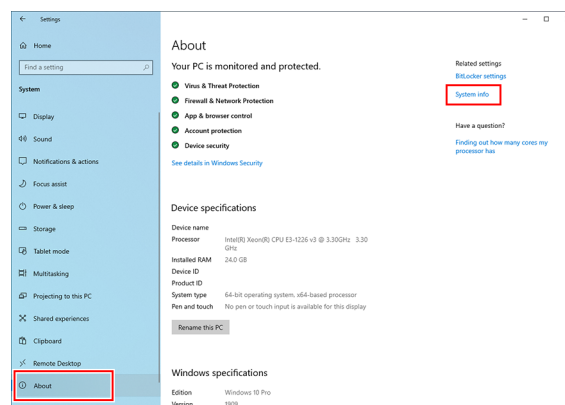 Settings
Home
Find a setting
System
Display
Sound
Notifications & actions
Focus assist
Power & sleep
Storage
Tablet mode
Multitasking
Projecting to this PC
Shared experiences
Clipboard
Remote Desktop
About
About
Your PC is monitored and protected.
Virus & Threat Protection
Firewall & Network Protection
App & browser control
Account protection
Device security
See details in Windows Security
Device specifications
Device name
Processor Intel(R) Xeon(R) CPU E3-1226 v3 @ 3.30GHz 3.30
GHz
Installed RAM 24.0 GB
Device ID
Product ID
System type 64-bit operating system, x64-based processor
Pen and touch No pen or touch input is available for this display
Rename this PC
Windows specifications
Edition Windows 10 Pro
Version 1909
Related settings
BitLocker settings
System info
Have a question?
Finding out how many cores my
processor has